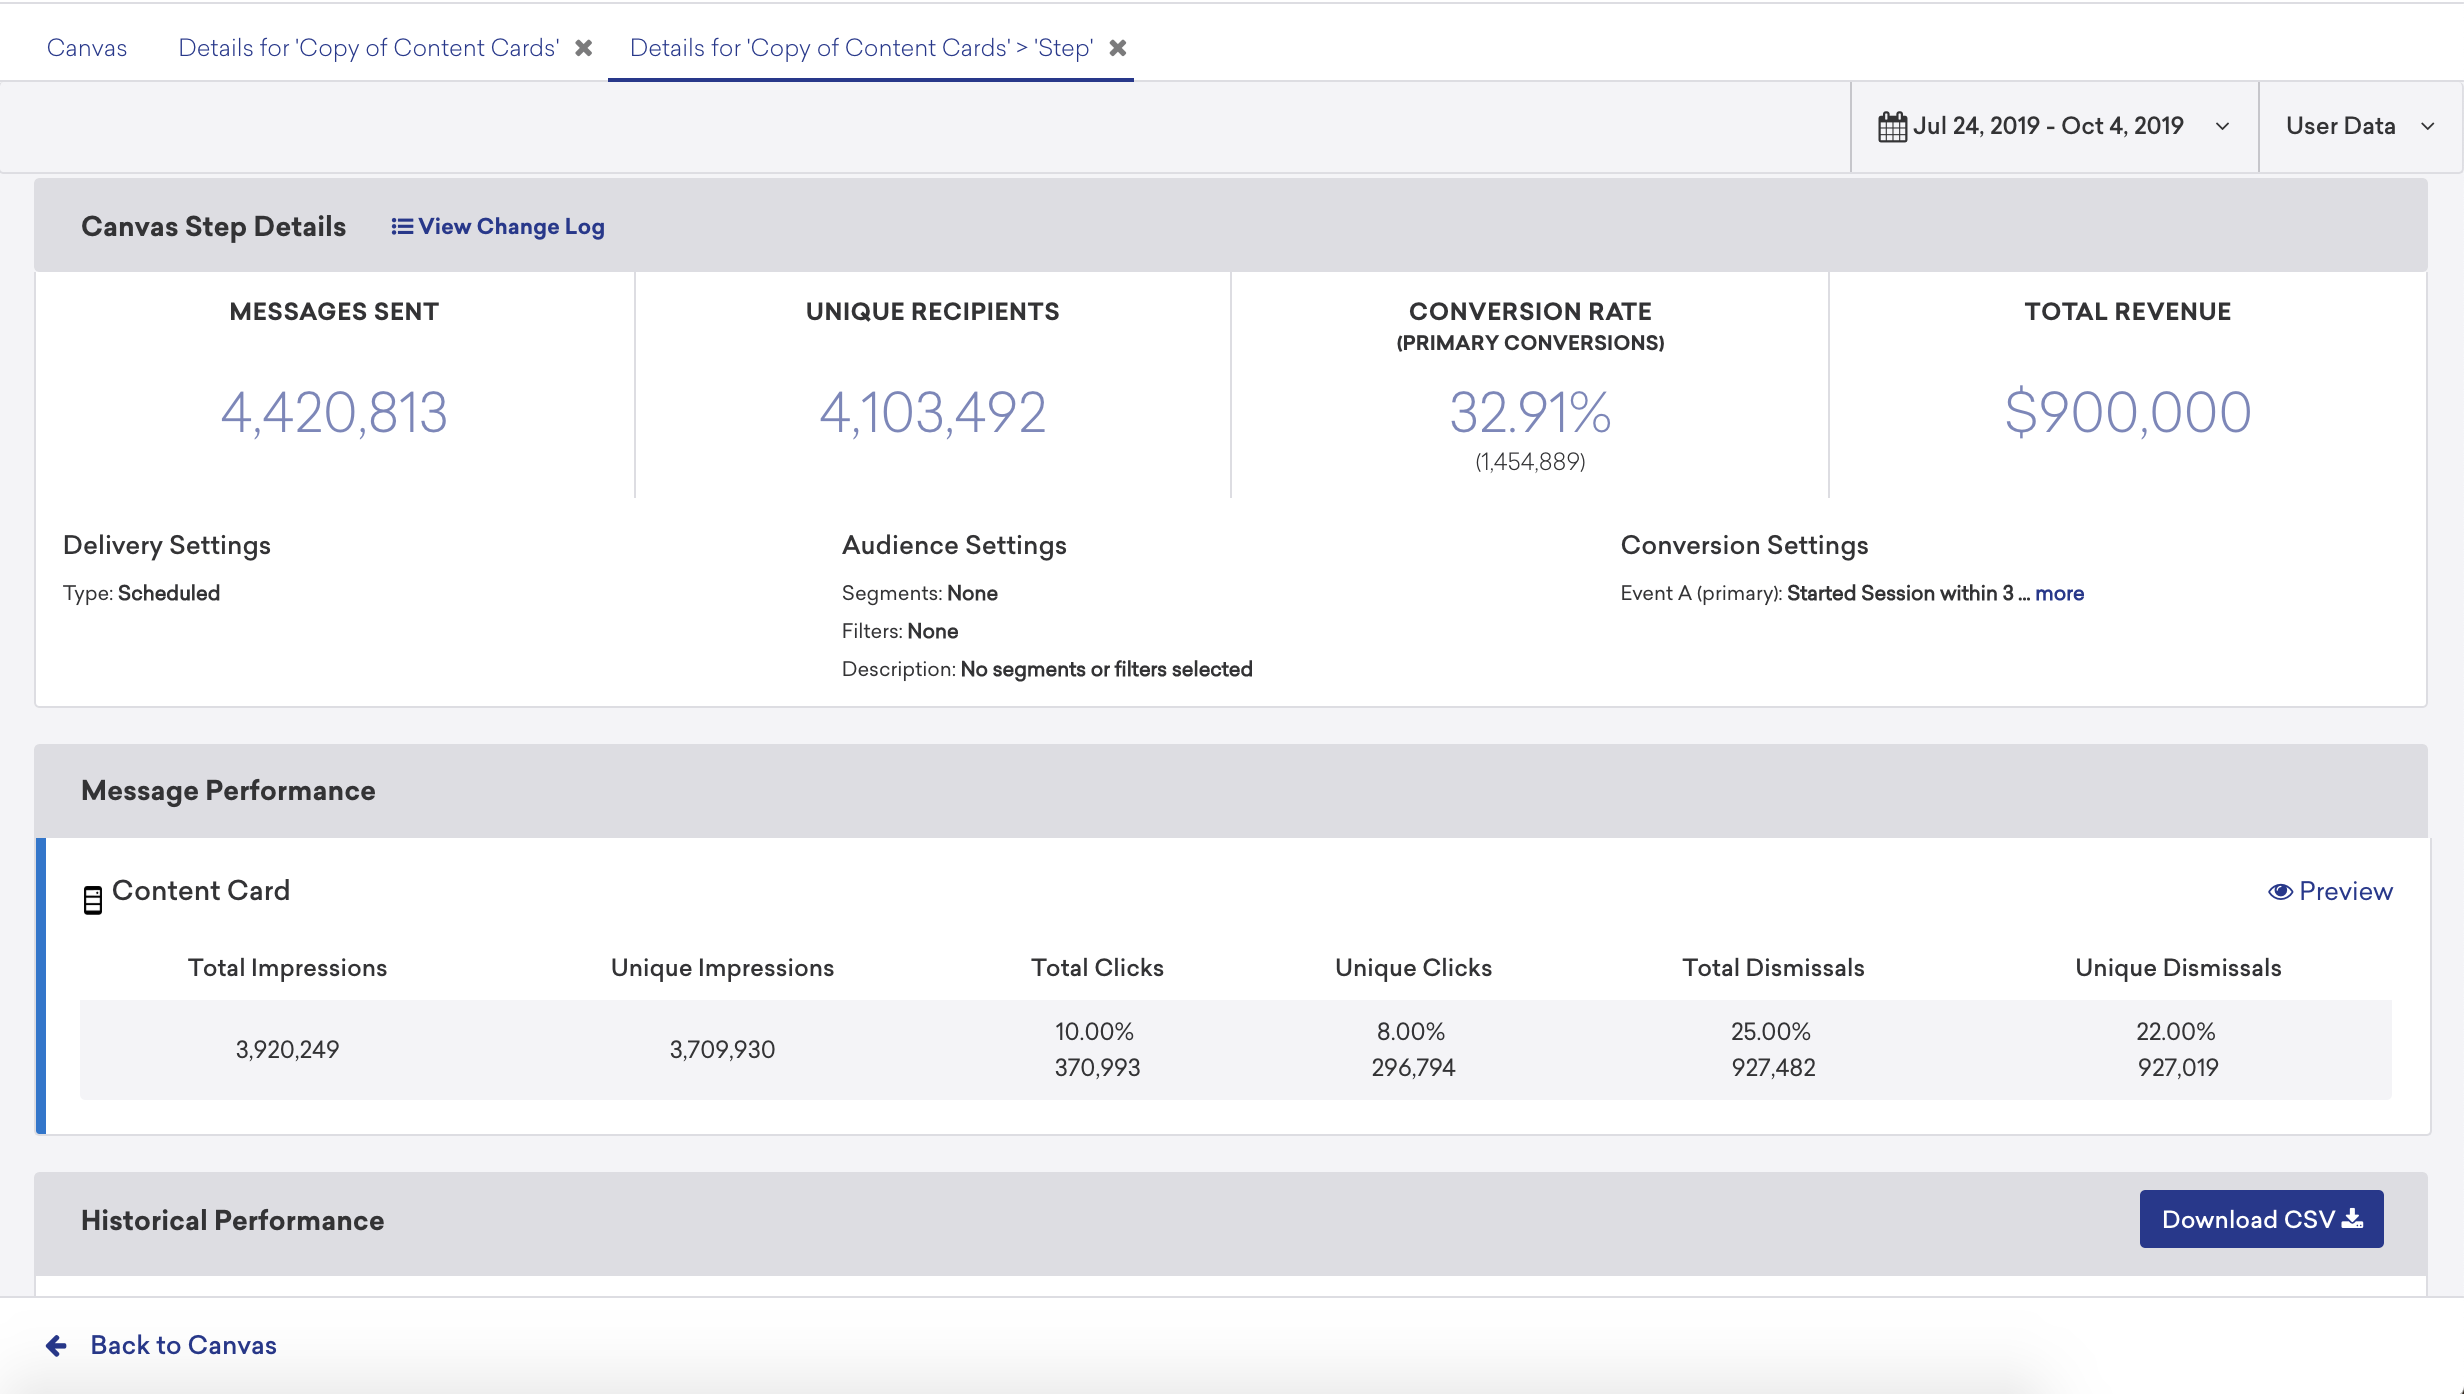 Canvas
Details for 'Copy of Content Cards'
Details for 'Copy of Content Cards' > 'Step'
Jul 24, 2019 - Oct 4, 2019
User Data
Canvas Step Details
View Change Log
MESSAGES SENT
4,420,813
UNIQUE RECIPIENTS
4,103,492
CONVERSION RATE
(PRIMARY CONVERSIONS)
32.91%
(1,454,889)
TOTAL REVENUE
$900,000
Delivery Settings
Type: Scheduled
Audience Settings
Segments: None
Filters: None
Description: No segments or filters selected
Conversion Settings
Event A (primary): Started Session within 3 ... more
Message Performance
Content Card
Preview
Total Impressions Unique Impressions Total Clicks Unique Clicks Total Dismissals Unique Dismissals
10.00% 8.00% 25.00% 22.00%
3,920,249 3,709,930
370,993 296,794 927,482 927,019
Historical Performance
Download CSV
Back to Canvas